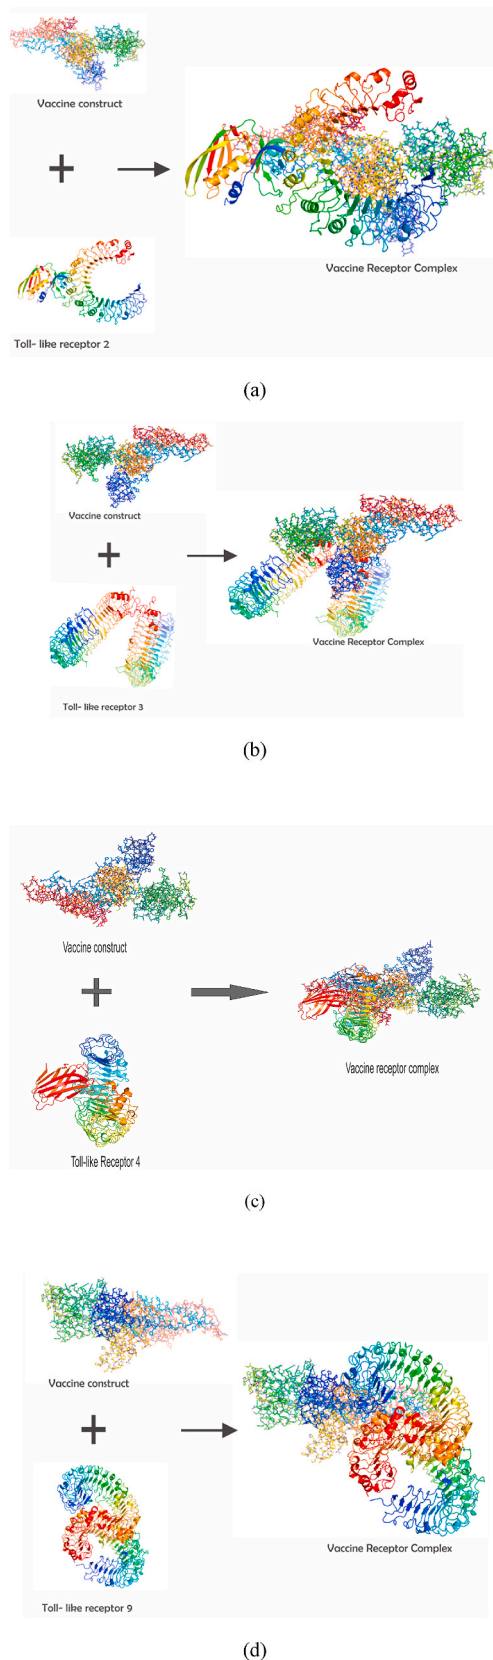 Vaccine construct
+
Vaccine Receptor Complex
Toll- like receptor 2
(a)
Vaccine construct
+
Vaccine Receptor Complex
Toll- like receptor 3
(b)
Vaccine construct
+
Vaccine receptor complex
Toll-like Receptor 4
(c)
Vaccine construct
+
Vaccine Receptor Complex
Toll- like receptor 9
(d)